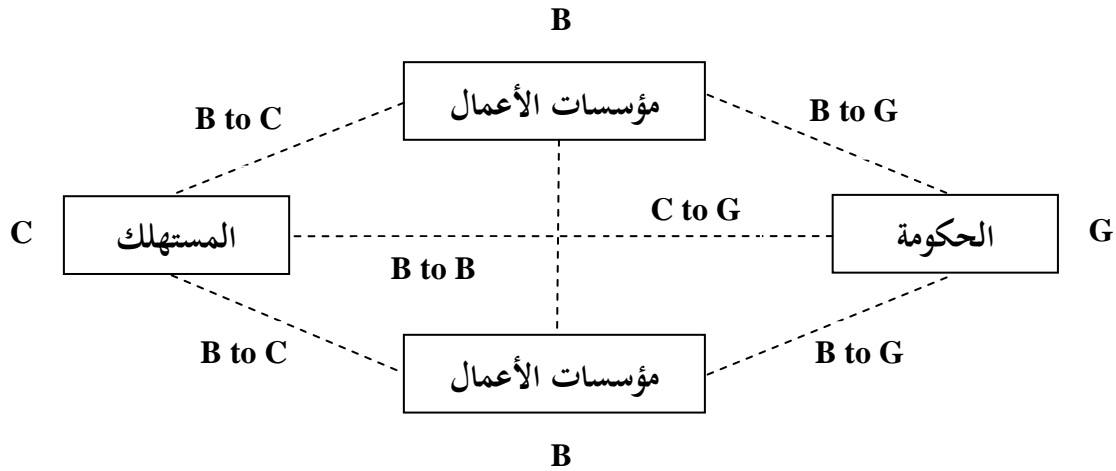 B
مؤسسات الأعمال
B to C
B to G
C
المستهلك
C to G
الحكومة
G
B to B
B to C
مؤسسات الأعمال
B to G
B